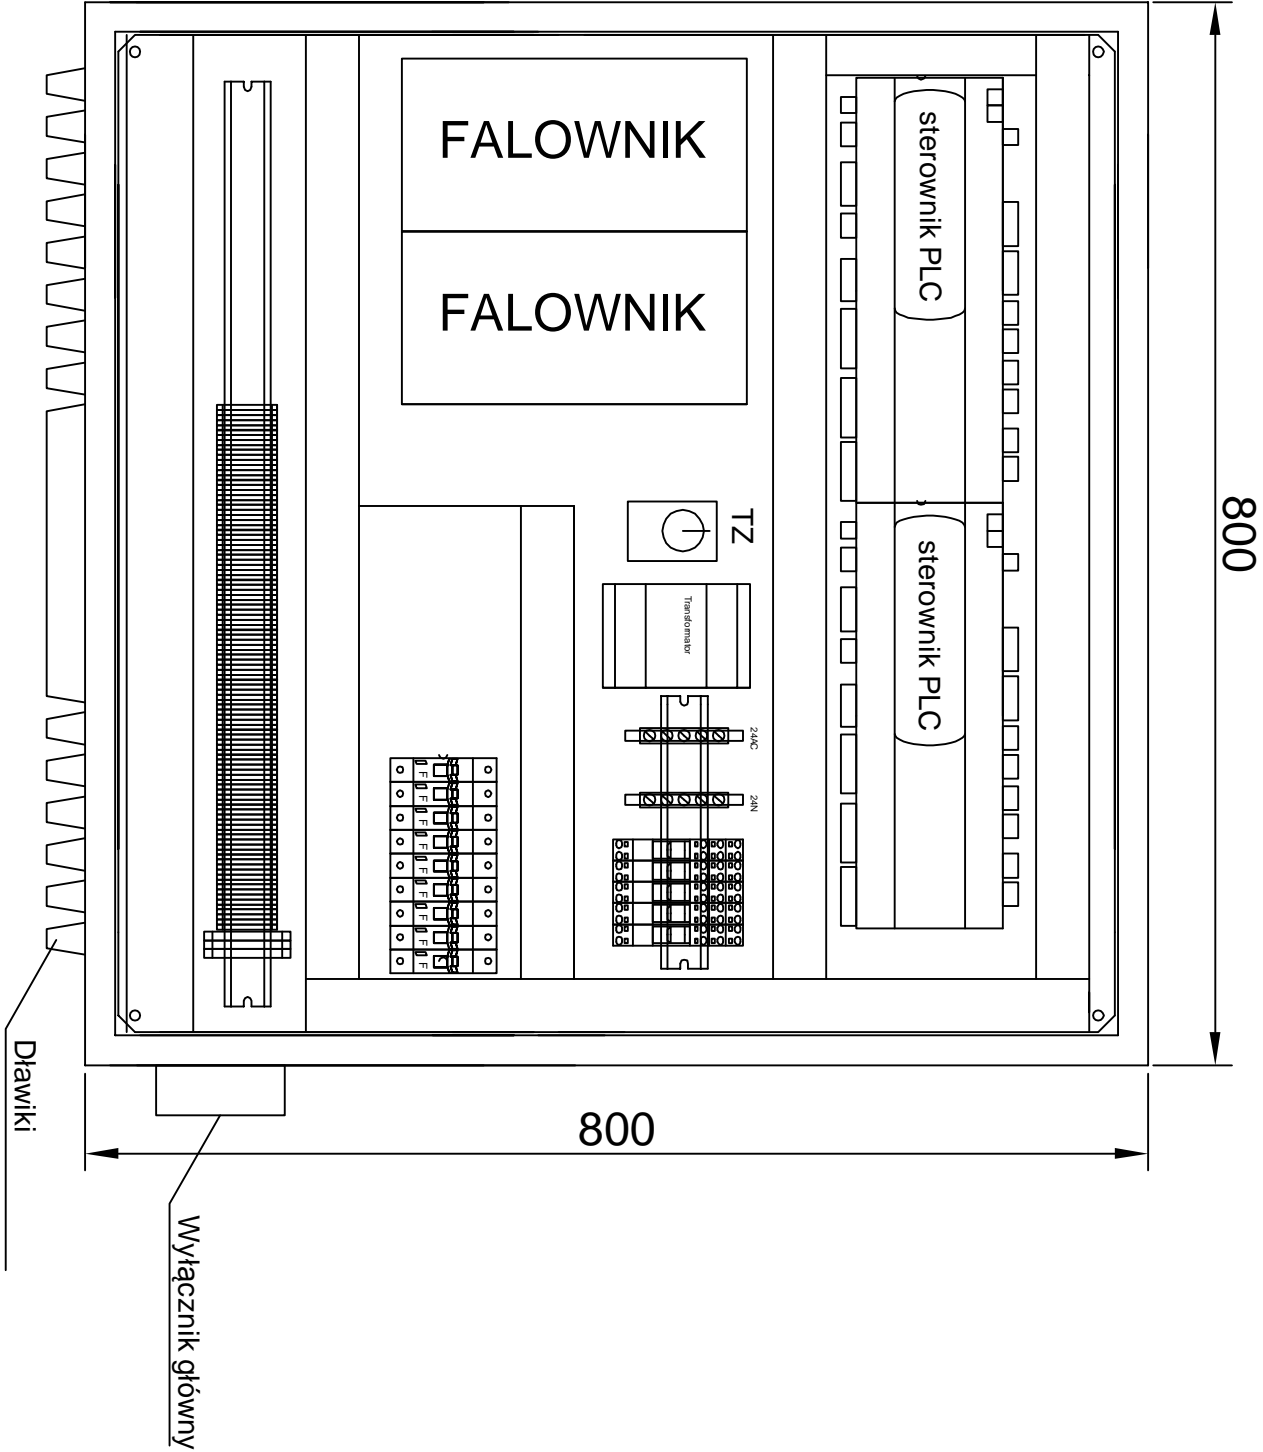 FALOWNIK
FALOWNIK
sterownik PLC
sterownik PLC
800
TZ
Transformator
24AC
24N
F
F
F
F
F
F
F
F
F
800
Dławiki
Wyłącznik główny